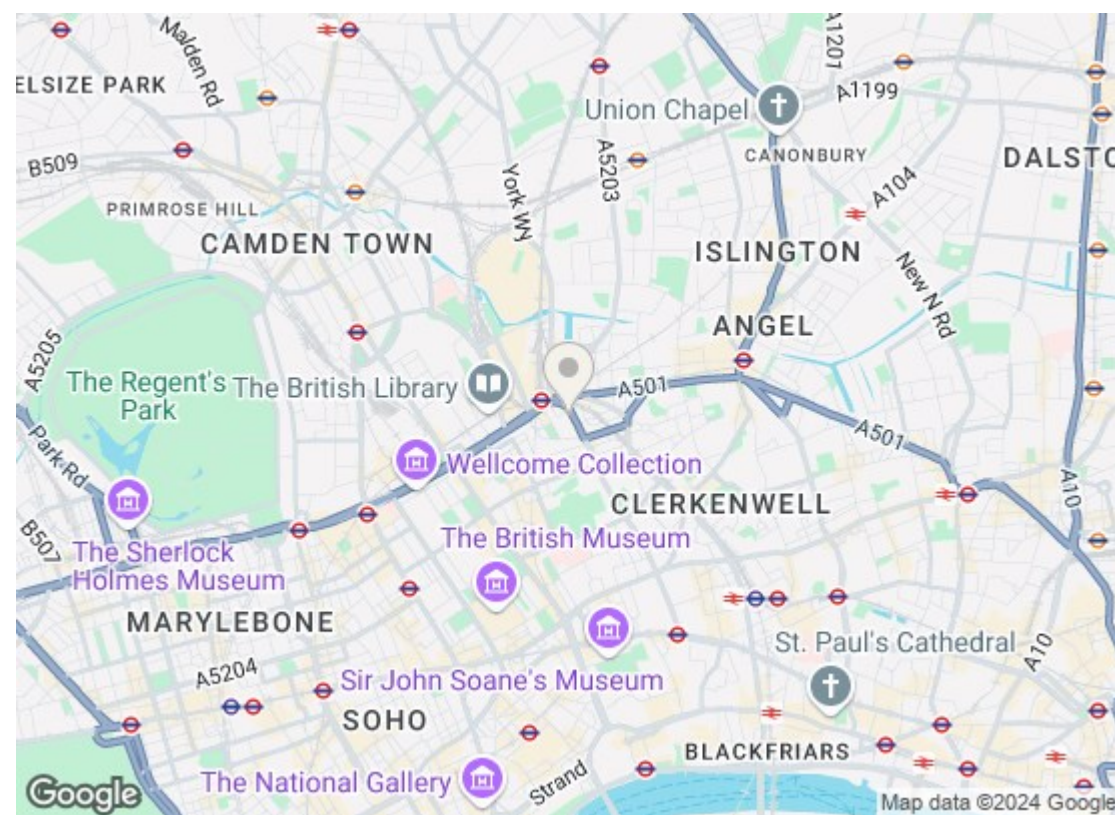 Malden Rd
ELSIZE PARK
A1207
A1199
Union Chapel
B509
A5203
CANONBURY
DALSTO
York Wy
A104
PRIMROSE HILL
CAMDEN TOWN
ISLINGTON
New N Rd
ANGEL
A5205
The Regent's
Park
The British Library
A501
A501
Park Rd
Wellcome Collection
A10
CLERKENWELL
B507
The Sherlock
Holmes Museum
The British Museum
MARYLEBONE
St. Paul's Cathedral
A10
A5204
Sir John Soane's Museum
SOHO
BLACKFRIARS
The National Gallery
Strand
Google
Map data ©2024 Google